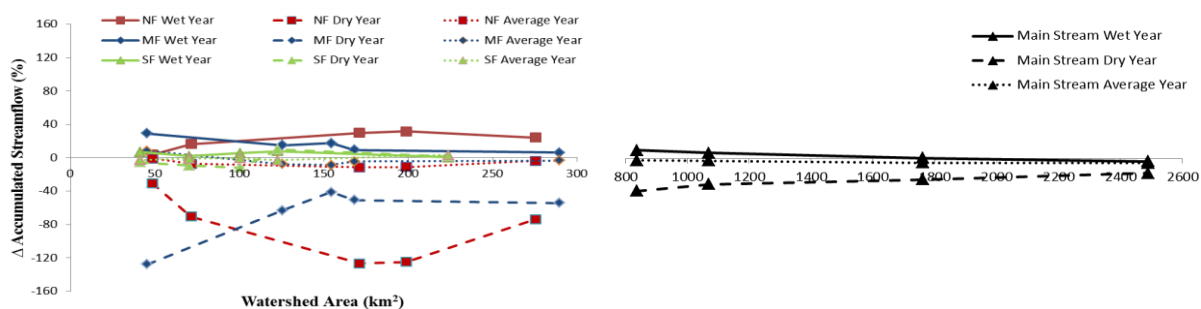 NF Wet Year NF Dry Year NF Average Year
MF Wet Year MF Dry Year MF Average Year
SF Wet Year SF Dry Year SF Average Year
Main Stream Wet Year
Main Stream Dry Year
Main Stream Average Year
Δ Accumulated Streamflow (%)
160
120
80
40
0
-40
-80
-120
-160
0 50 100 150 200 250 300
800 1000 1200 1400 1600 1800 2000 2200 2400 2600
Watershed Area (km²)